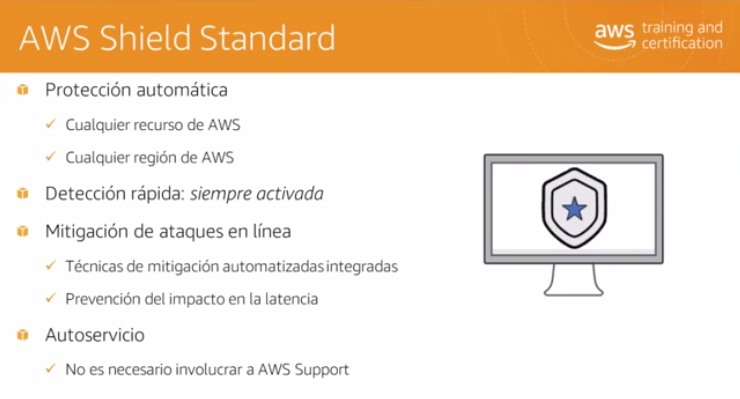 AWS Shield Standard
aws training and
certification
Protección automática
Cualquier recurso de AWS
Cualquier región de AWS
Detección rápida: siempre activada
Mitigación de ataques en línea
Técnicas de mitigación automatizadas integradas
Prevención del impacto en la latencia
Autoservicio
No es necesario involucrar a AWS Support